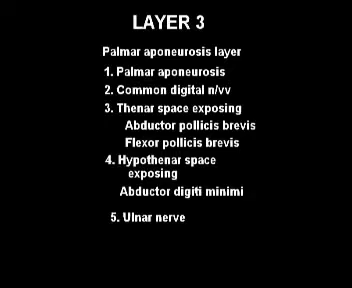 LAYER 3
Palmar aponeurosis layer
1. Palmar aponeurosis
2. Common digital n/vv
3. Thenar space exposing
Abductor pollicis brevis
Flexor pollicis brevis
4. Hypothenar space
exposing
Abductor digiti minimi
5. Ulnar nerve